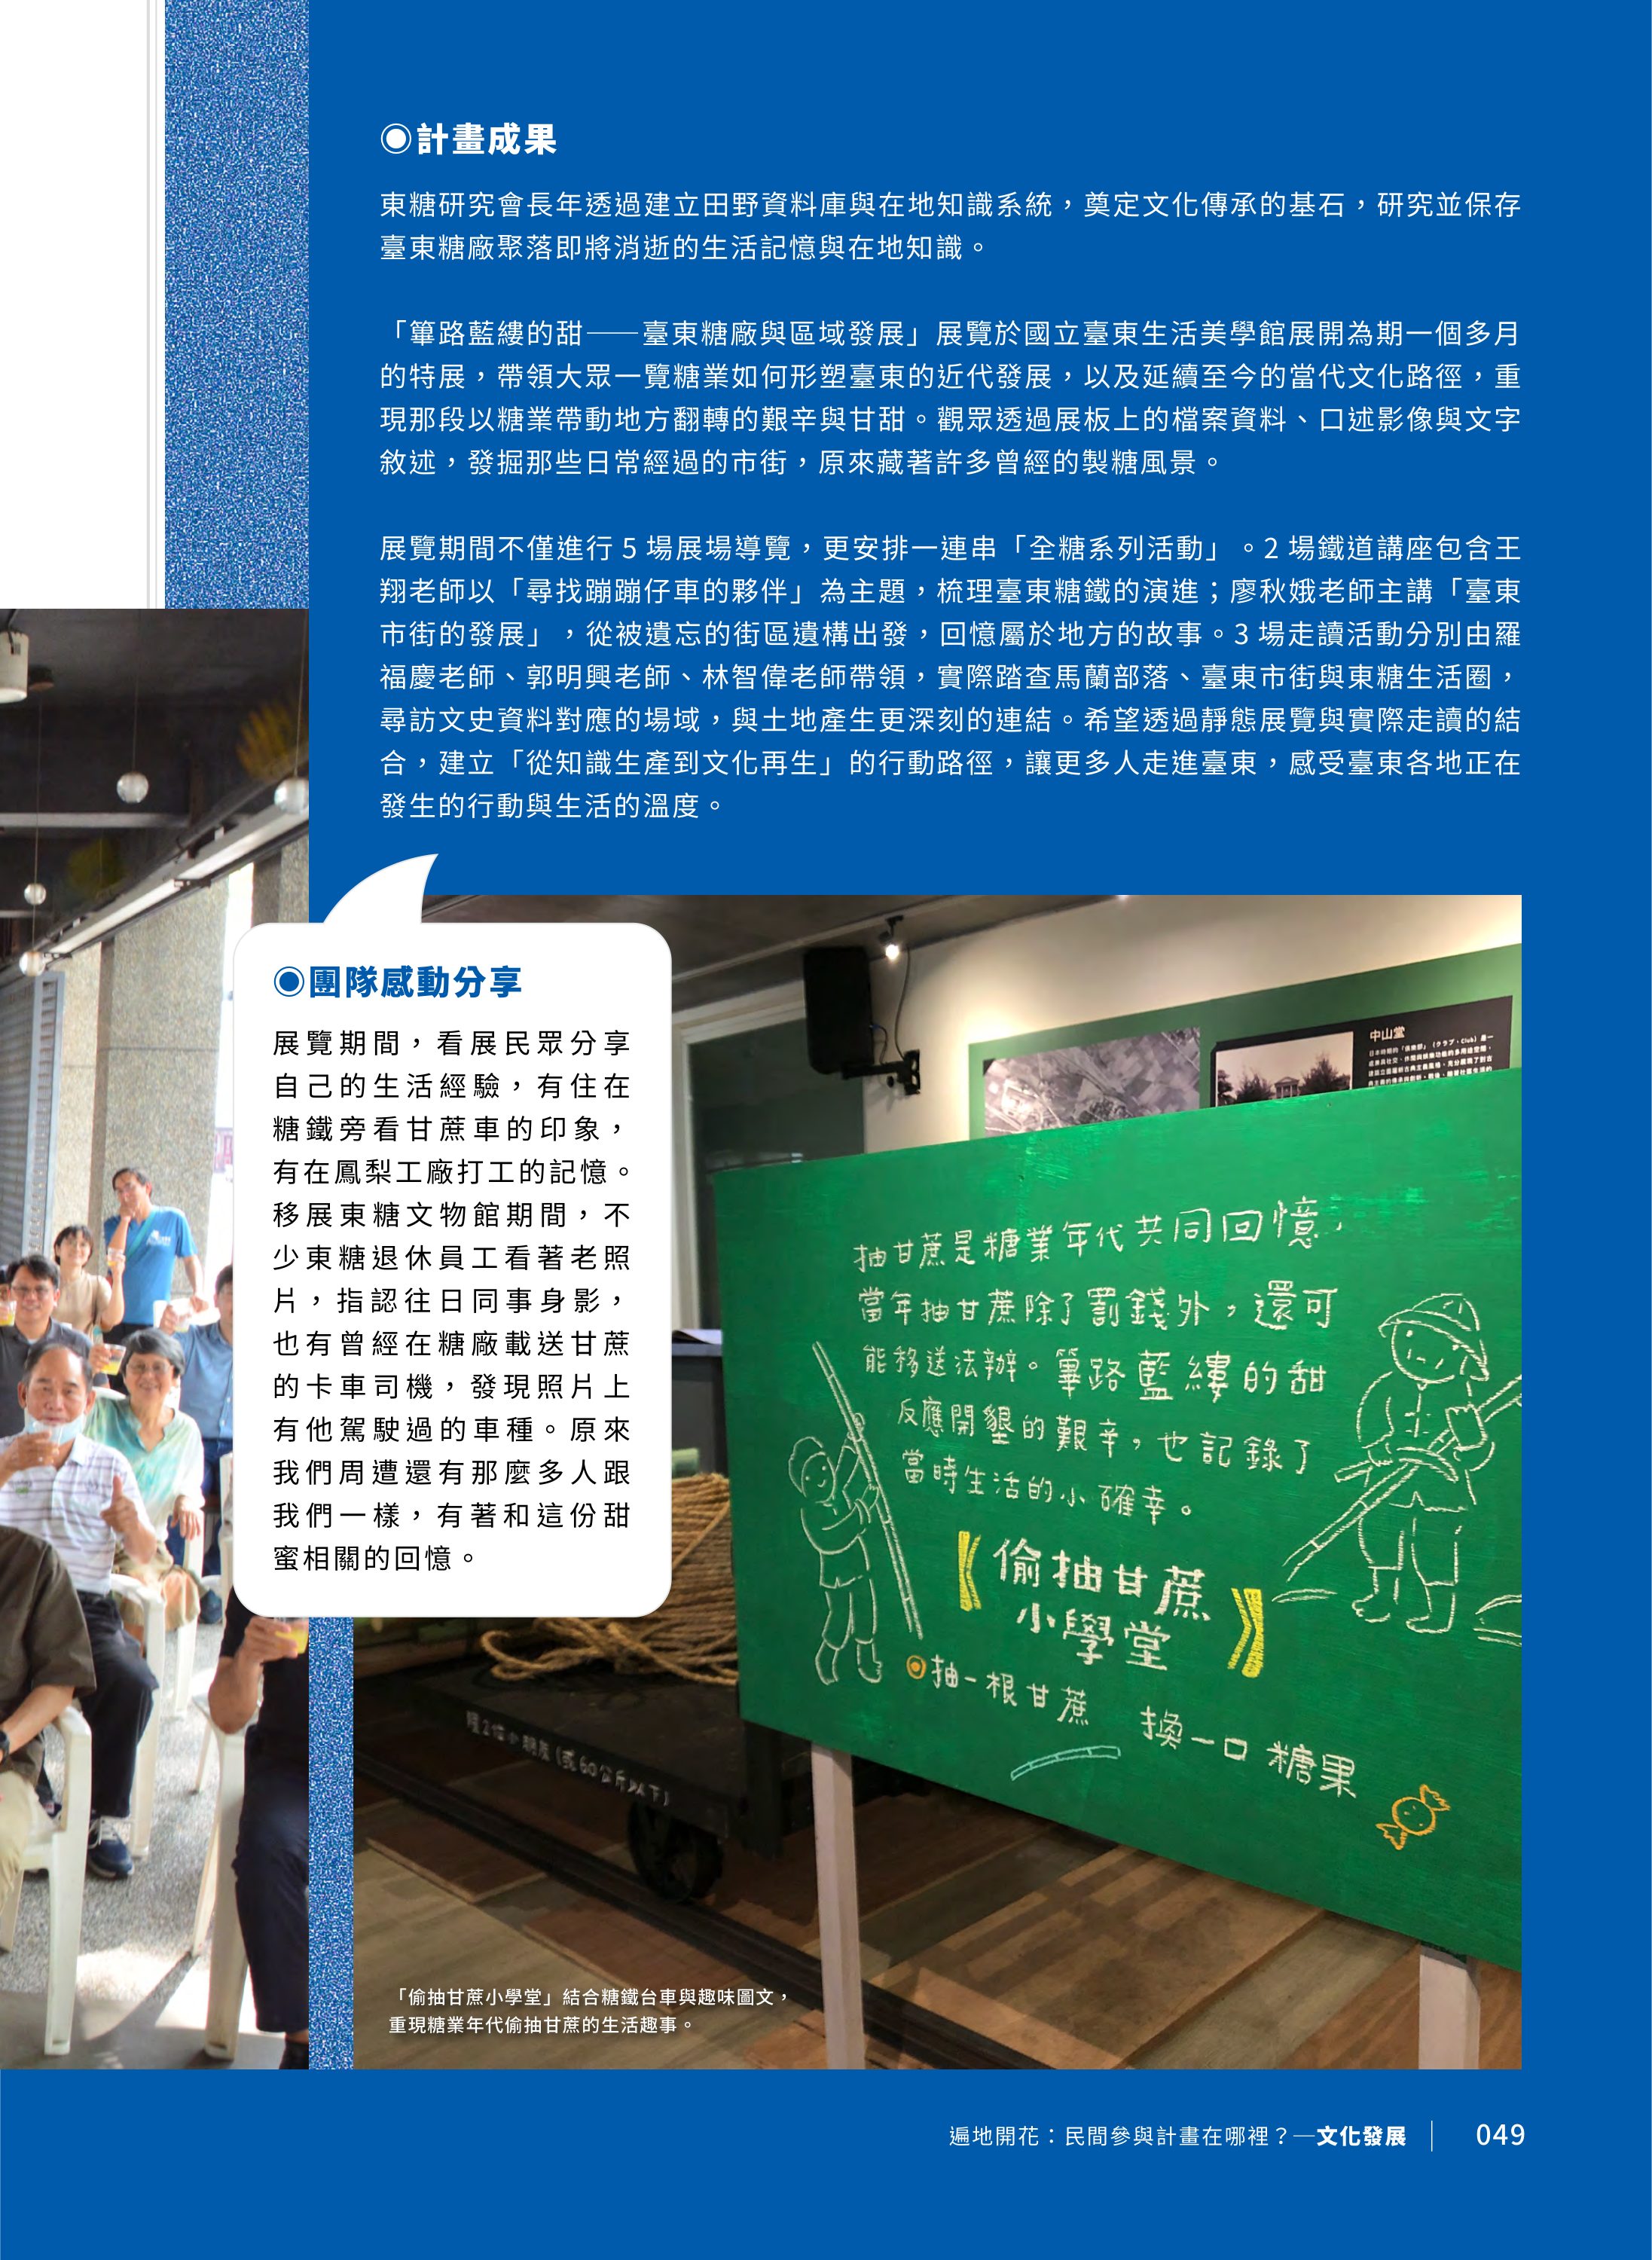 ◉計畫成果
東糖研究會長年透過建立田野資料庫與在地知識系統，奠定文化傳承的基石，研究並保存
臺東糖廠聚落即將消逝的生活記憶與在地知識。
「篳路藍縷的甜——臺東糖廠與區域發展」展覽於國立臺東生活美學館展開為期一個多月
的特展，帶領大眾一覽糖業如何形塑臺東的近代發展，以及延續至今的當代文化路徑，重
現那段以糖業帶動地方翻轉的艱辛與甘甜。觀眾透過展板上的檔案資料、口述影像與文字
敘述，發掘那些日常經過的市街，原來藏著許多曾經的製糖風景。
展覽期間不僅進行 5 場展場導覽，更安排一連串「全糖系列活動」。2 場鐵道講座包含王
翔老師以「尋找蹦蹦仔車的夥伴」為主題，梳理臺東糖鐵的演進；廖秋娥老師主講「臺東
市街的發展」，從被遺忘的街區遺構出發，回憶屬於地方的故事。3 場走讀活動分別由羅
福慶老師、郭明興老師、林智偉老師帶領，實際踏查馬蘭部落、臺東市街與東糖生活圈，
尋訪文史資料對應的場域，與土地產生更深刻的連結。希望透過靜態展覽與實際走讀的結
合，建立「從知識生產到文化再生」的行動路徑，讓更多人走進臺東，感受臺東各地正在
發生的行動與生活的溫度。
◉團隊感動分享
展覽期間，看展民眾分享
自己的生活經驗，有住在
糖鐵旁看甘蔗車的印象，
有在鳳梨工廠打工的記憶。
移展東糖文物館期間，不
少東糖退休員工看著老照
片，指認往日同事身影，
也有曾經在糖廠載送甘蔗
的卡車司機，發現照片上
有他駕駛過的車種。原來
我們周遭還有那麼多人跟
我們一樣，有著和這份甜
蜜相關的回憶。
中山堂
抽甘蔗是糖業年代共同回憶，
當年抽甘蔗除了罰錢外，還可
能移送法辦。篳路藍縷的甜
反應開墾的艱辛，也記錄了
當時生活的小確幸。
《偷抽甘蔗
小學堂》
◉抽一根甘蔗 換一口糖果
「偷抽甘蔗小學堂」結合糖鐵台車與趣味圖文，
重現糖業年代偷抽甘蔗的生活趣事。
遍地開花：民間參與計畫在哪裡？—文化發展 | 049